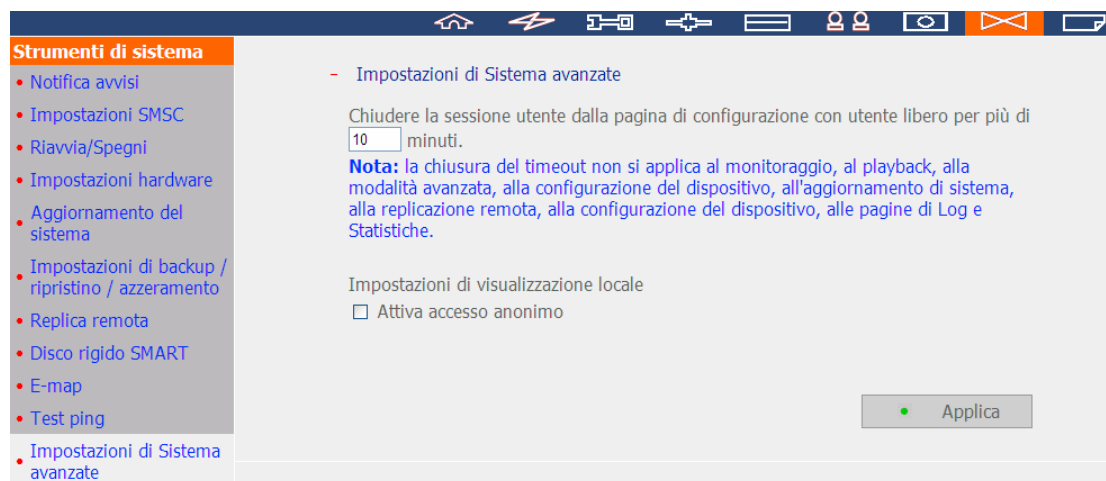 Strumenti di sistema
• Notifica avvisi
• Impostazioni SMSC
• Riavvia/Spegni
• Impostazioni hardware
• Aggiornamento del
sistema
• Impostazioni di backup /
ripristino / azzeramento
• Replica remota
• Disco rigido SMART
• E-map
• Test ping
• Impostazioni di Sistema
avanzate
- Impostazioni di Sistema avanzate
Chiudere la sessione utente dalla pagina di configurazione con utente libero per più di
10 minuti.
Nota: la chiusura del timeout non si applica al monitoraggio, al playback, alla
modalità avanzata, alla configurazione del dispositivo, all'aggiornamento di sistema,
alla replicazione remota, alla configurazione del dispositivo, alle pagine di Log e
Statistiche.
Impostazioni di visualizzazione locale
Attiva accesso anonimo
Applica